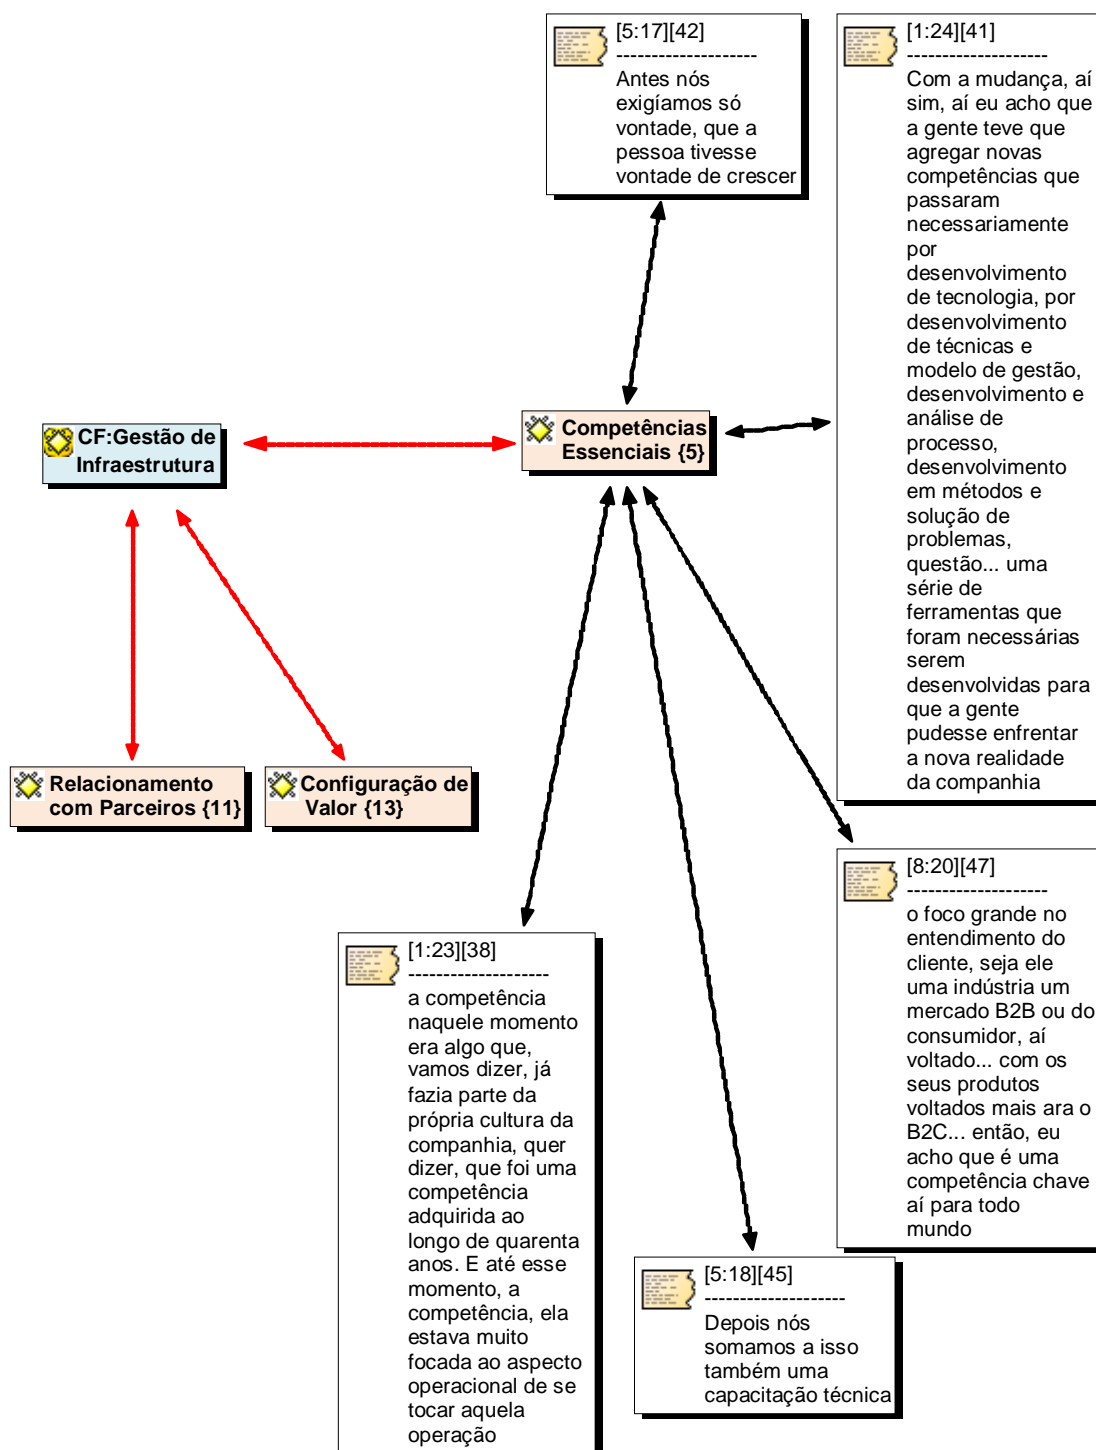 [5:17][42]
--------------------
Antes nós
exigíamos só
vontade, que a
pessoa tivesse
vontade de crescer
[1:24][41]
--------------------
Com a mudança, aí
sim, aí eu acho que
a gente teve que
agregar novas
competências que
passaram
necessariamente
por
desenvolvimento
de tecnologia, por
desenvolvimento
de técnicas e
modelo de gestão,
desenvolvimento e
análise de
processo,
desenvolvimento
em métodos e
solução de
problemas,
questão... uma
série de
ferramentas que
foram necessárias
serem
desenvolvidas para
que a gente
pudesse enfrentar
a nova realidade
da companhia
CF:Gestão de
Infraestrutura
Competências
Essenciais {5}
Relacionamento
com Parceiros {11}
Configuração de
Valor {13}
[8:20][47]
--------------------
o foco grande no
entendimento do
cliente, seja ele
uma indústria um
mercado B2B ou do
consumidor, aí
voltado... com os
seus produtos
voltados mais ara o
B2C... então, eu
acho que é uma
competência chave
aí para todo
mundo
[1:23][38]
--------------------
a competência
naquele momento
era algo que,
vamos dizer, já
fazia parte da
própria cultura da
companhia, quer
dizer, que foi uma
competência
adquirida ao
longo de quarenta
anos. E até esse
momento, a
competência, ela
estava muito
focada ao aspecto
operacional de se
tocar aquela
operação
[5:18][45]
--------------------
Depois nós
somamos a isso
também uma
capacitação técnica